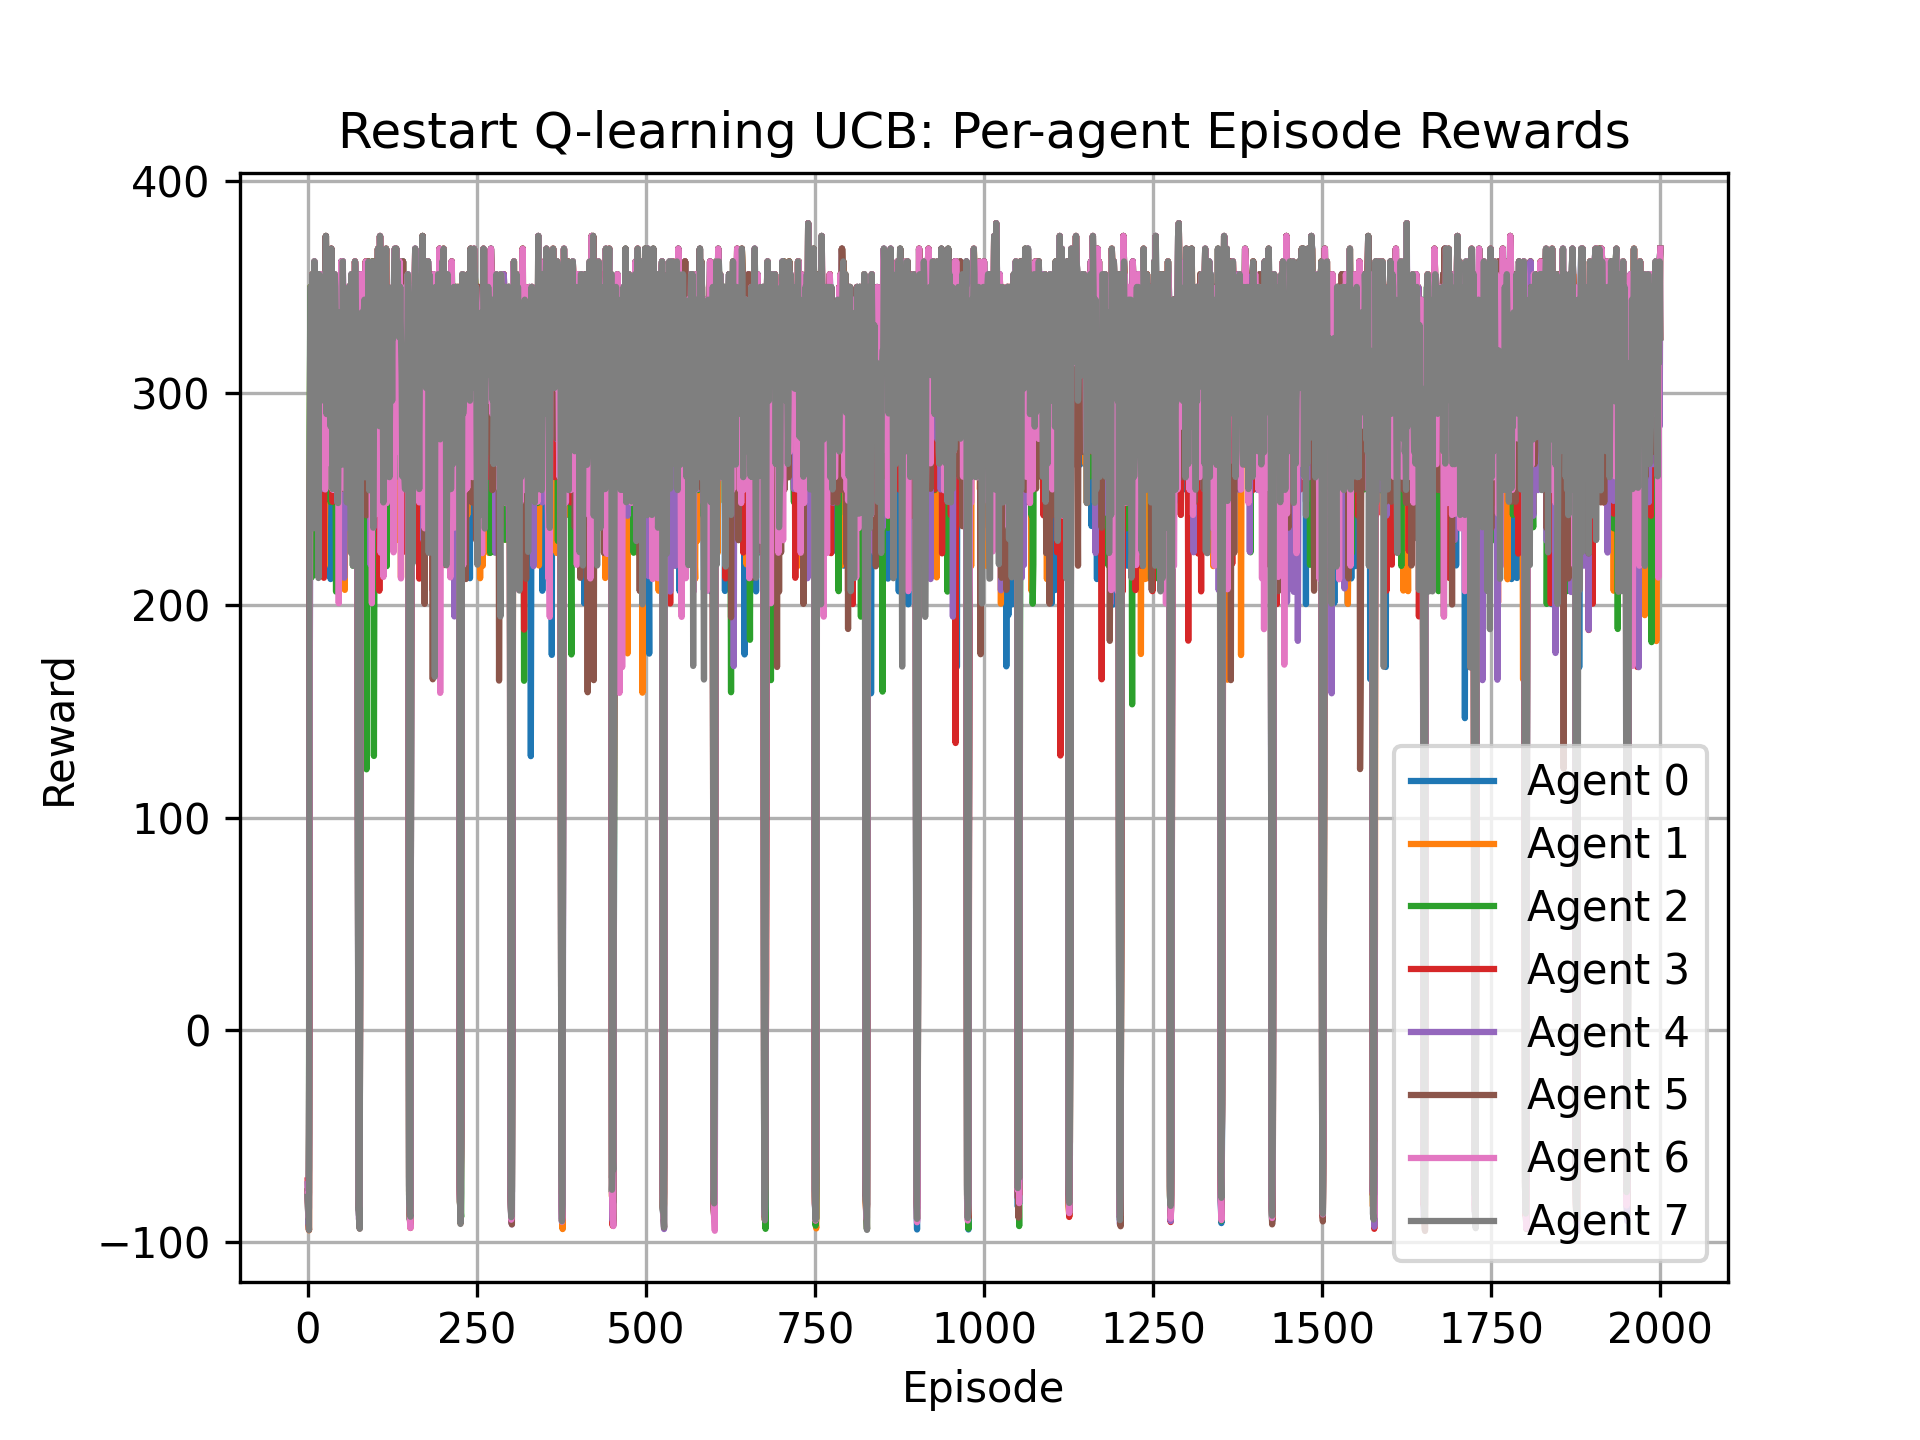 Restart Q-learning UCB: Per-agent Episode Rewards
400
300
200
100
0
−100
Reward
0
250
500
750
1000
1250
1500
1750
2000
Episode
Agent 0
Agent 1
Agent 2
Agent 3
Agent 4
Agent 5
Agent 6
Agent 7